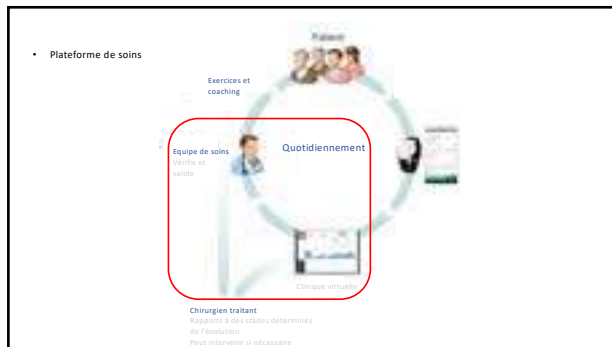 • Plateforme de soins
Patient
Exercices et
coaching
Equipe de soins
Vérifie et
valide
Quotidiennement
Clinique virtuelle
Chirurgien traitant
Rapports à des stades déterminés
de l'évolution
Peut intervenir si nécessaire